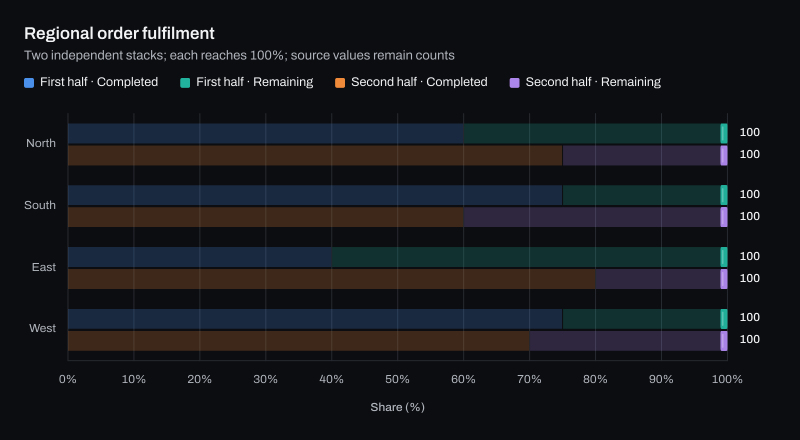 Regional order fulfilment
Two independent stacks; each reaches 100%; source values remain counts
First half · Completed First half · Remaining Second half · Completed Second half · Remaining
North 100
100
South 100
100
East 100
100
West 100
100
0% 10% 20% 30% 40% 50% 60% 70% 80% 90% 100%
Share (%)